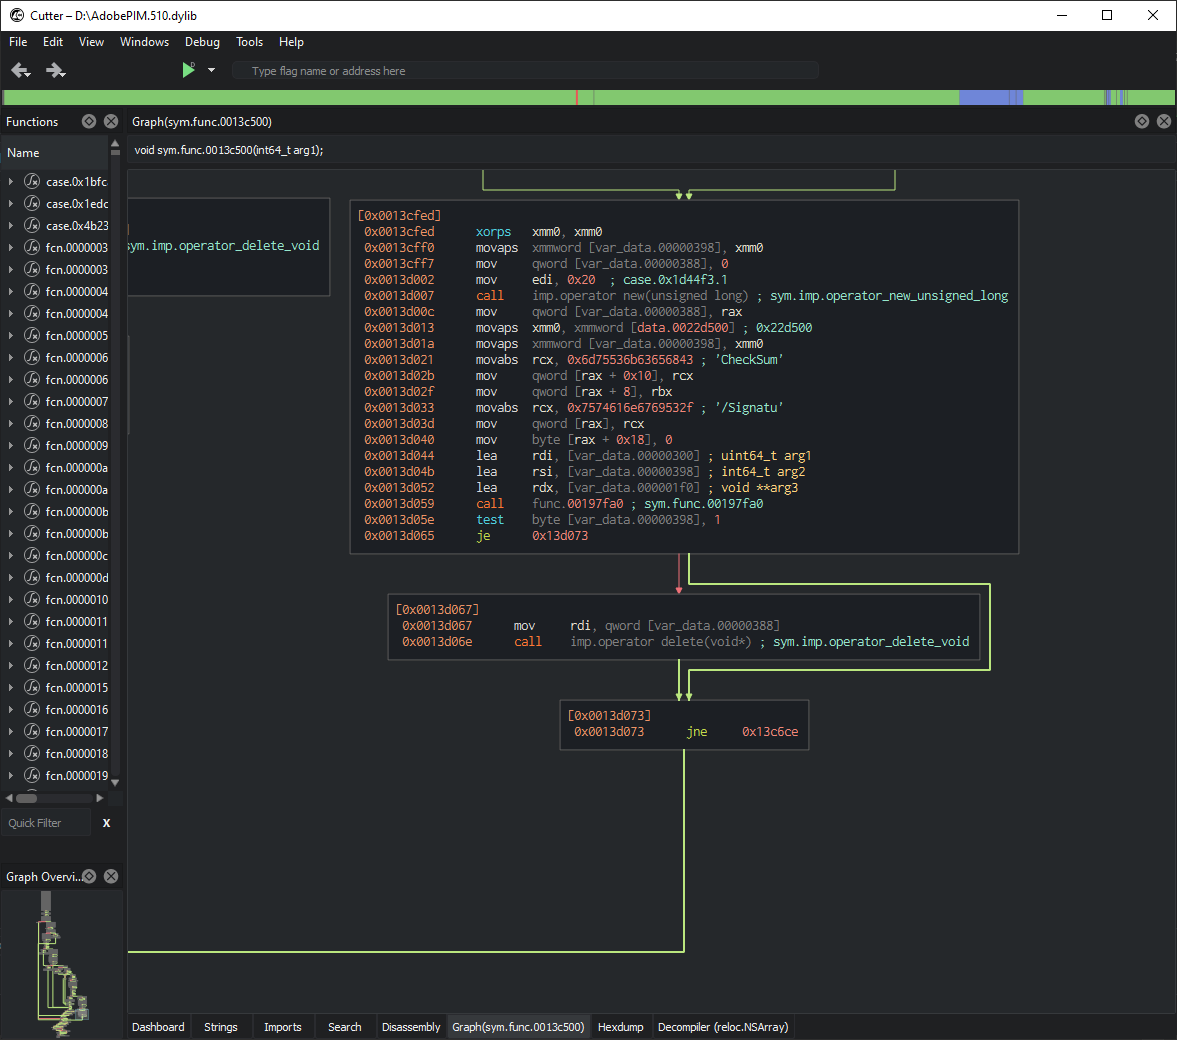 Cutter – D:\AdobePIM.510.dylib
File Edit View Windows Debug Tools Help
Type flag name or address here
Functions
Name
case.0x1bfc
case.0x1edc
case.0x4b23
fcn.0000003
fcn.0000003
fcn.0000004
fcn.0000004
fcn.0000005
fcn.0000006
fcn.0000006
fcn.0000007
fcn.0000008
fcn.0000009
fcn.000000a
fcn.000000a
fcn.000000b
fcn.000000b
fcn.000000c
fcn.000000d
fcn.0000010
fcn.0000011
fcn.0000011
fcn.0000012
fcn.0000015
fcn.0000016
fcn.0000017
fcn.0000018
fcn.0000019
Quick Filter X
Graph Overvi...
Graph(sym.func.0013c500)
void sym.func.0013c500(int64_t arg1);
]
sym.imp.operator_delete_void
[0x0013cfed]
0x0013cfed xorps xmm0, xmm0
0x0013cff0 movaps xmmword [var_data.00000398], xmm0
0x0013cff7 mov qword [var_data.00000388], 0
0x0013d002 mov edi, 0x20 ; case.0x1d44f3.1
0x0013d007 call imp.operator new(unsigned long) ; sym.imp.operator_new_unsigned_long
0x0013d00c mov qword [var_data.00000388], rax
0x0013d013 movaps xmm0, xmmword [data.0022d500] ; 0x22d500
0x0013d01a movaps xmmword [var_data.00000398], xmm0
0x0013d021 movabs rcx, 0x6d75536b63656843 ; 'CheckSum'
0x0013d02b mov qword [rax + 0x10], rcx
0x0013d02f mov qword [rax + 8], rbx
0x0013d033 movabs rcx, 0x7574616e6769532f ; '/Signatu'
0x0013d03d mov qword [rax], rcx
0x0013d040 mov byte [rax + 0x18], 0
0x0013d044 lea rdi, [var_data.00000300] ; uint64_t arg1
0x0013d04b lea rsi, [var_data.00000398] ; int64_t arg2
0x0013d052 lea rdx, [var_data.000001f0] ; void **arg3
0x0013d059 call func.00197fa0 ; sym.func.00197fa0
0x0013d05e test byte [var_data.00000398], 1
0x0013d065 je 0x13d073
[0x0013d067]
0x0013d067 mov rdi, qword [var_data.00000388]
0x0013d06e call imp.operator delete(void*) ; sym.imp.operator_delete_void
[0x0013d073]
0x0013d073 jne 0x13c6ce
Dashboard Strings Imports Search Disassembly Graph(sym.func.0013c500) Hexdump Decompiler (reloc.NSArray)